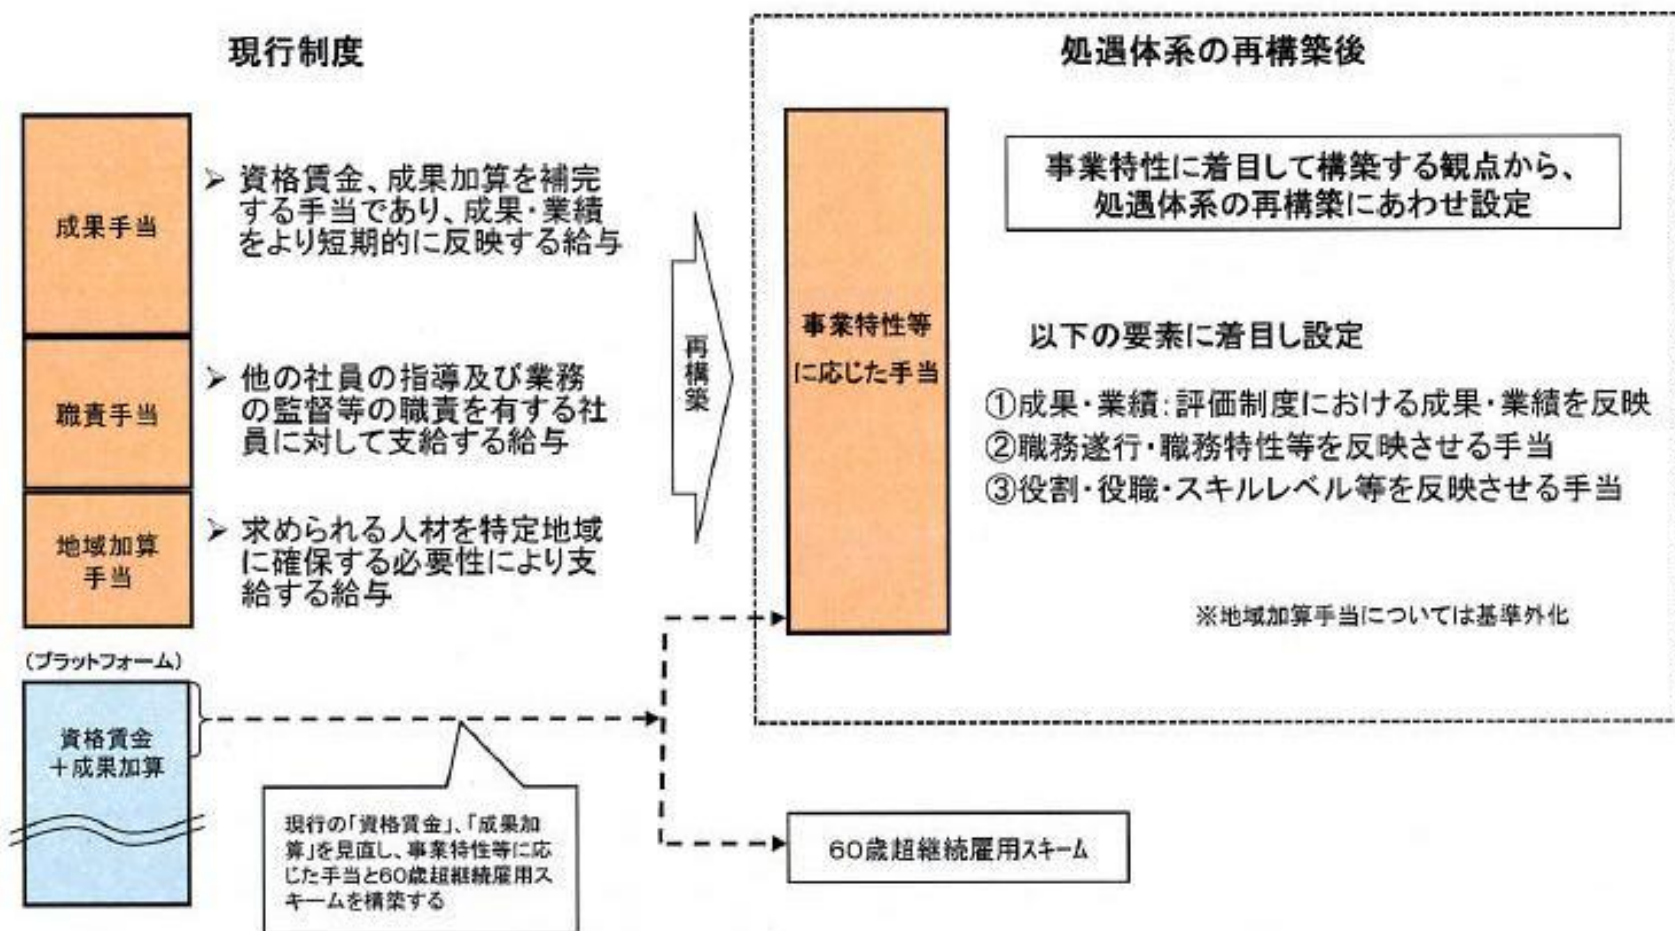 現行制度
成果手当
➢ 資格賃金、成果加算を補完
する手当であり、成果・業績
をより短期的に反映する給与
職責手当
➢ 他の社員の指導及び業務
の監督等の職責を有する社
員に対して支給する給与
地域加算
手当
➢ 求められる人材を特定地域
に確保する必要性により支
給する給与
(プラットフォーム)
資格賃金
+成果加算
現行の「資格賃金」、「成果加
算」を見直し、事業特性等に応
じた手当と60歳超継続雇用ス
キームを構築する
再構築
処遇体系の再構築後
事業特性等
に応じた手当
事業特性に着目して構築する観点から、
処遇体系の再構築にあわせ設定
以下の要素に着目し設定
①成果・業績:評価制度における成果・業績を反映
②職務遂行・職務特性等を反映させる手当
③役割・役職・スキルレベル等を反映させる手当
※地域加算手当については基準外化
60歳超継続雇用スキーム